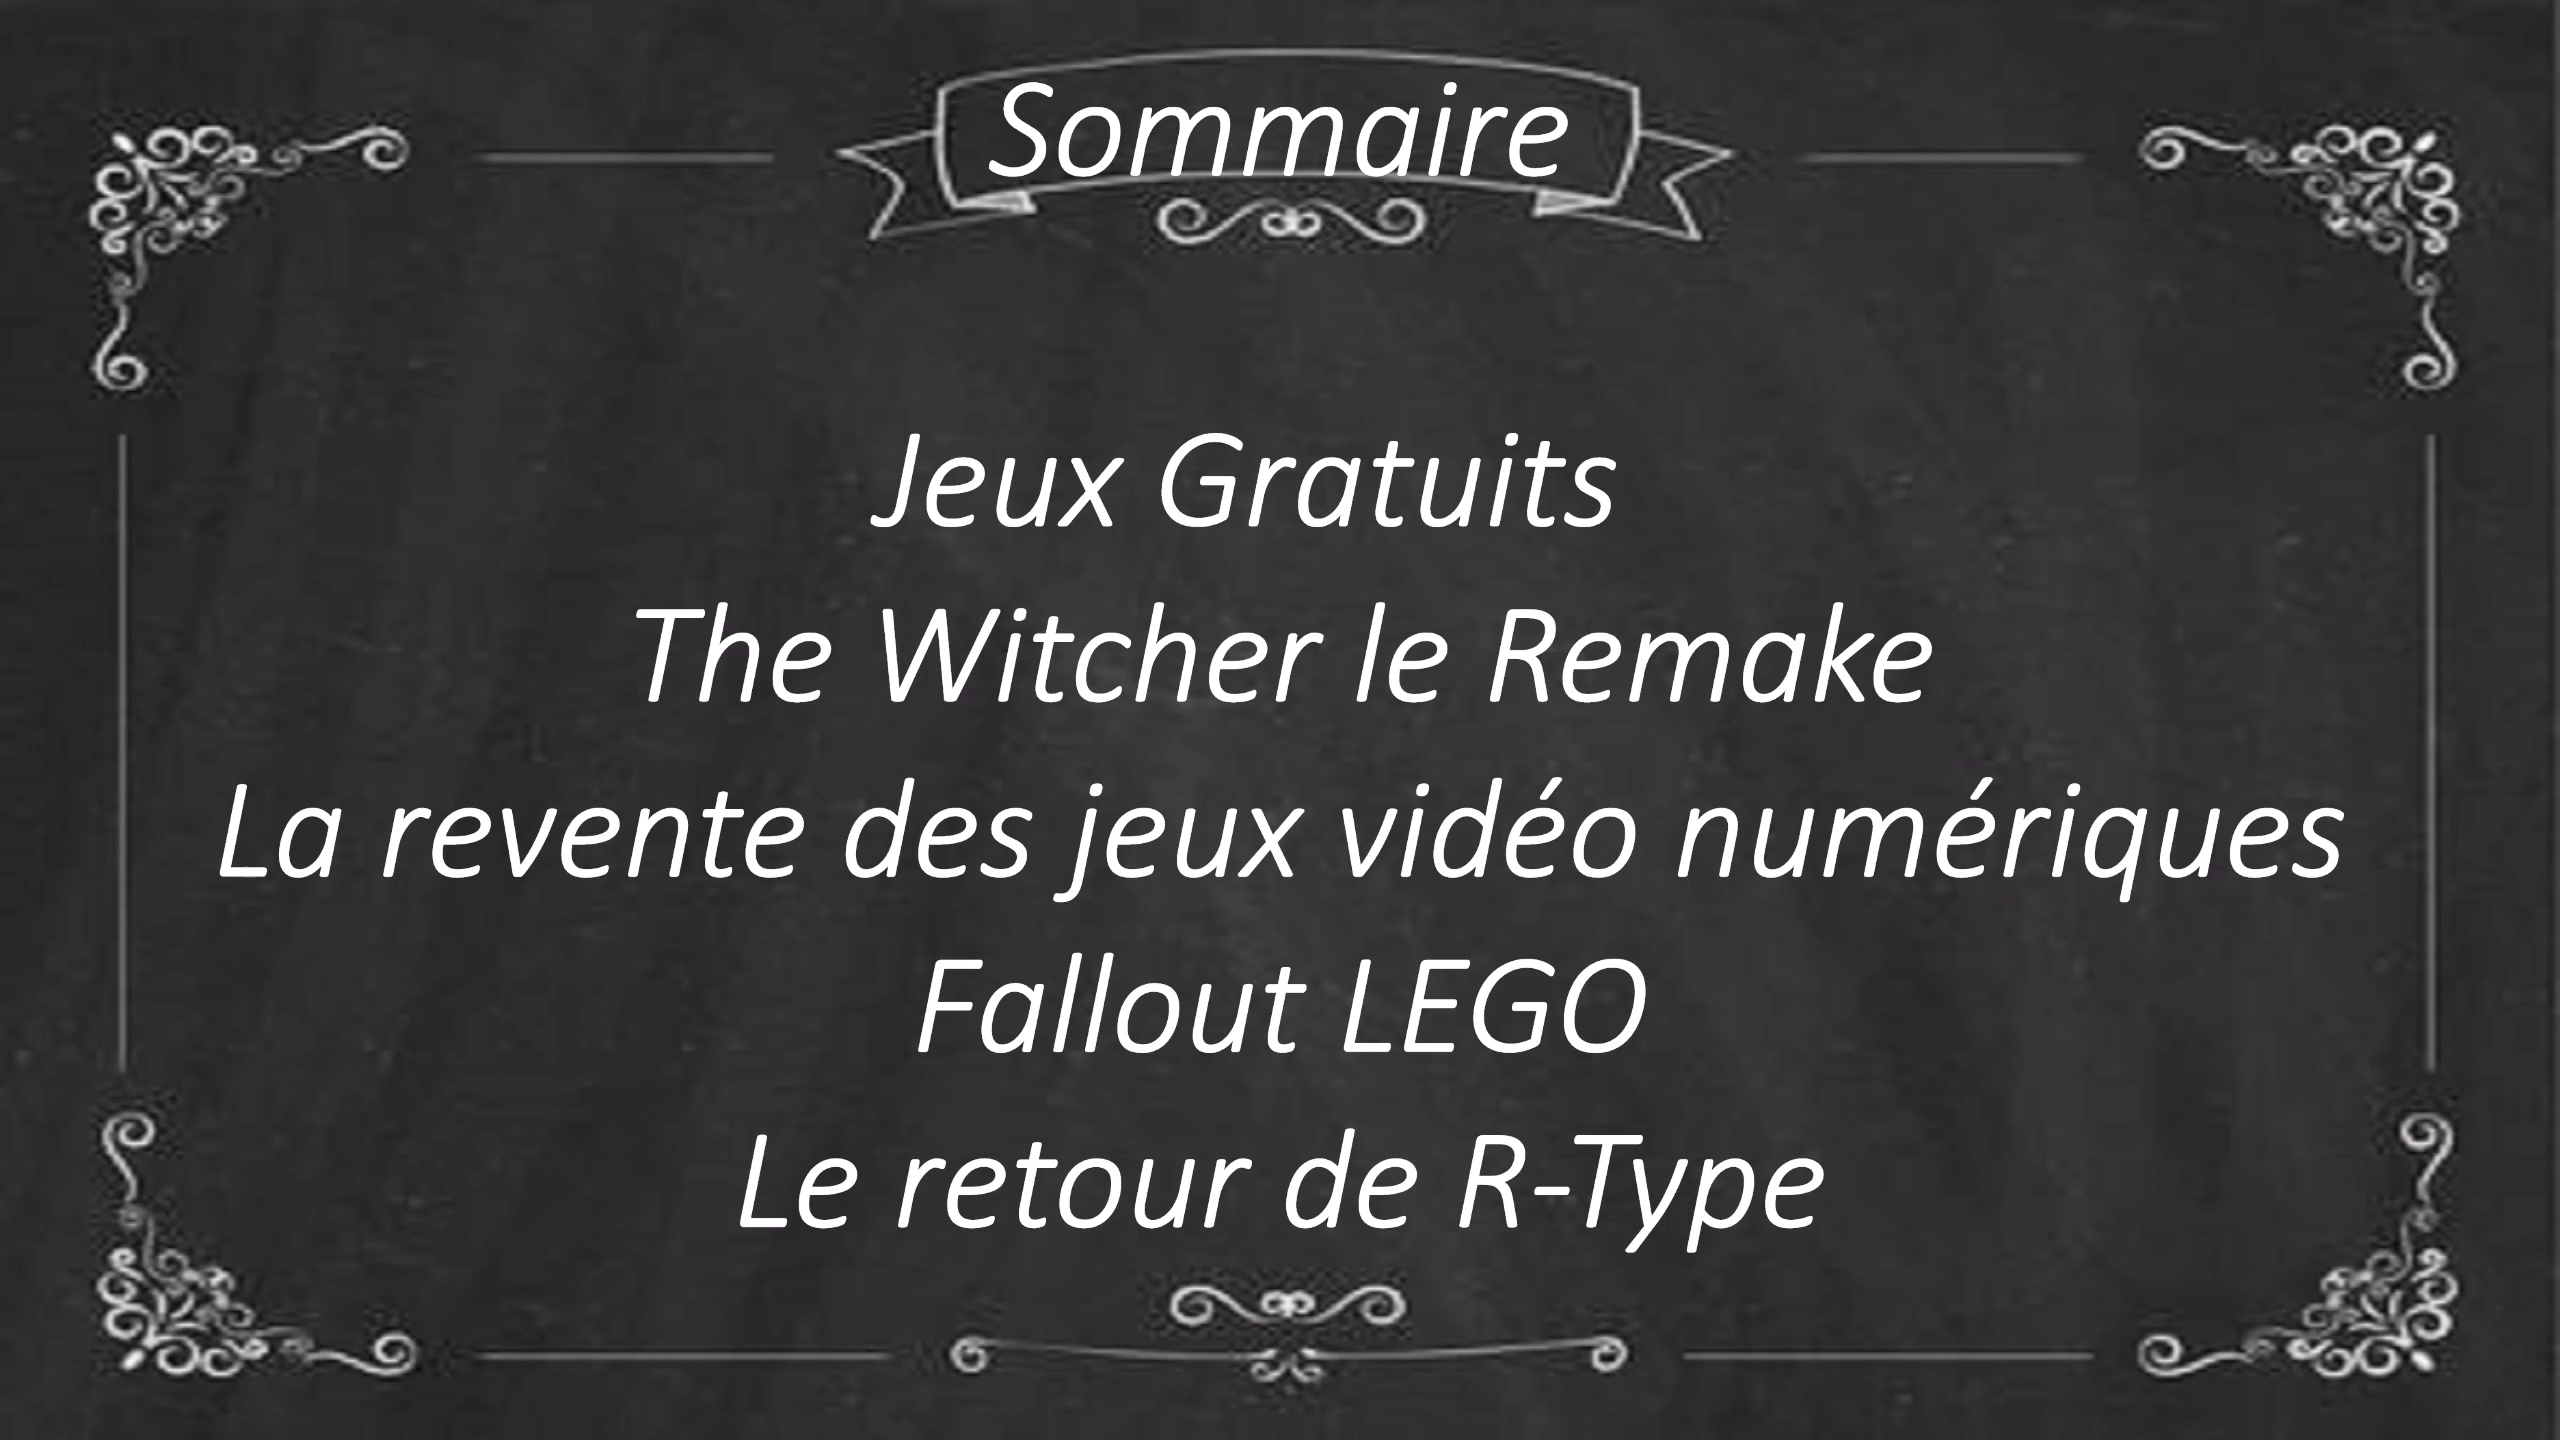 Sommaire
Jeux Gratuits
The Witcher le Remake
La revente des jeux vidéo numériques
Fallout LEGO
Le retour de R-Type